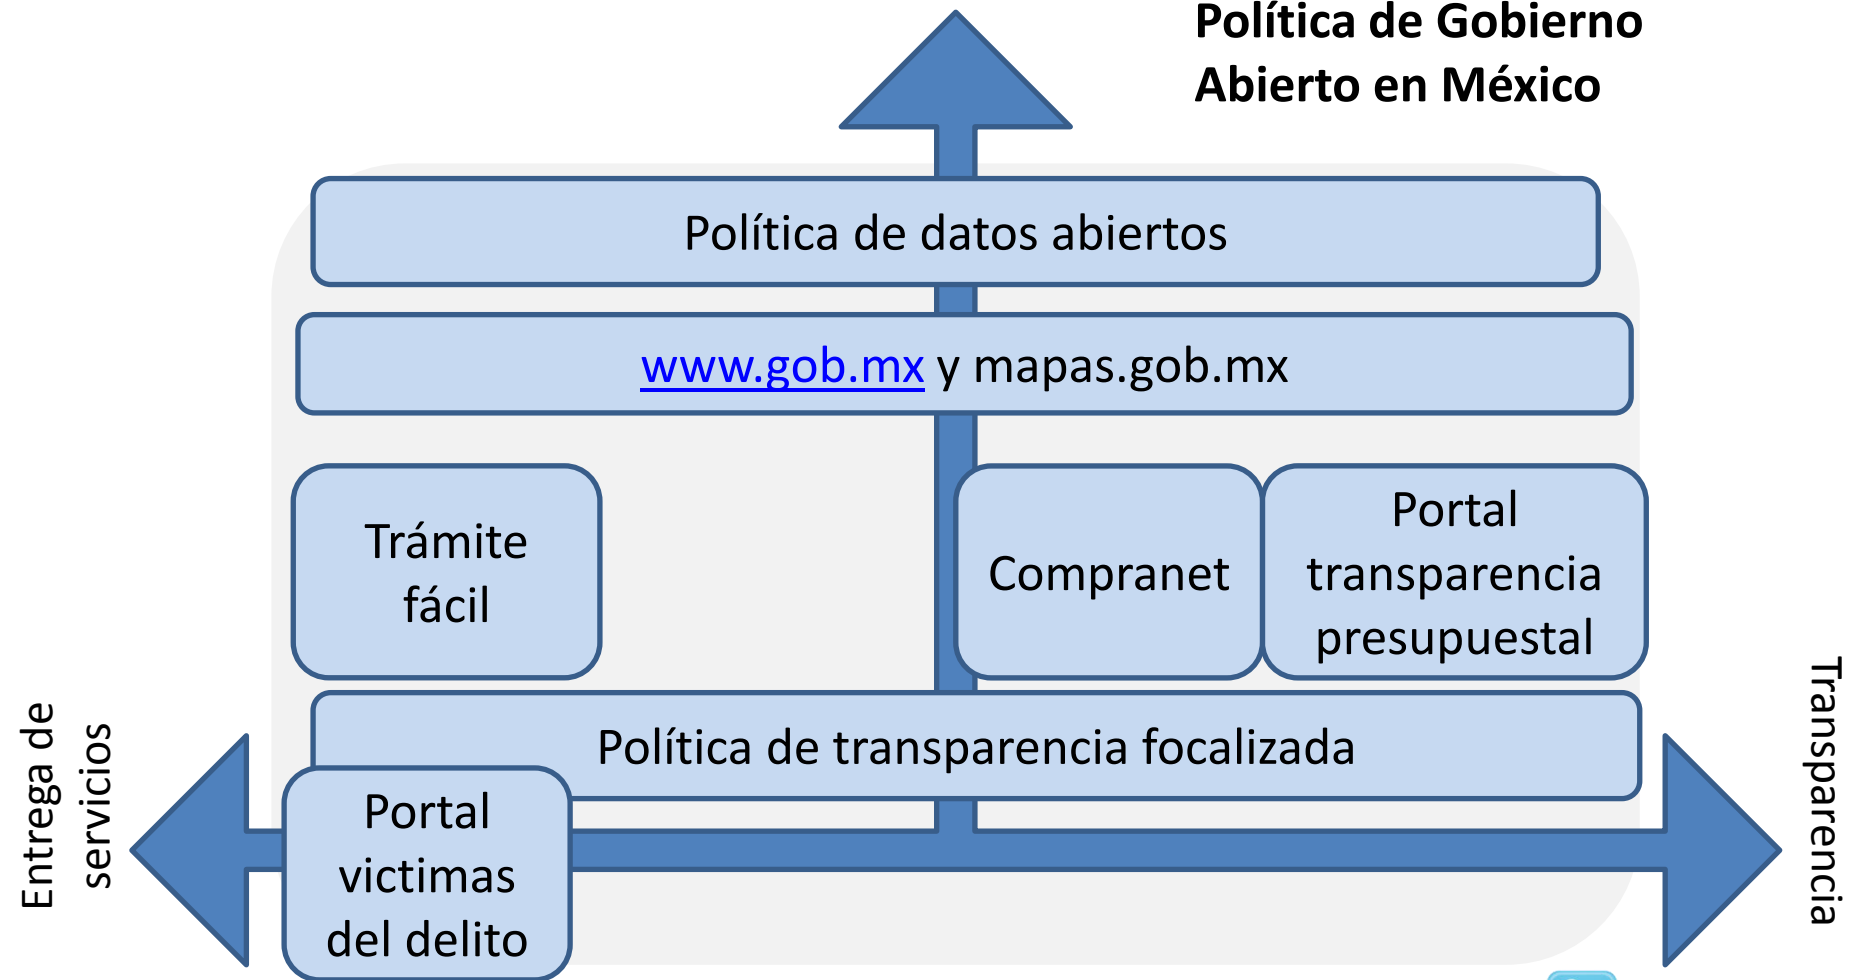 Política de Gobierno
Abierto en México
Política de datos abiertos
www.gob.mx y mapas.gob.mx
Trámite
fácil
Compranet
Portal
transparencia
presupuestal
Política de transparencia focalizada
Portal
victimas
del delito
Entrega de
servicios
Transparencia